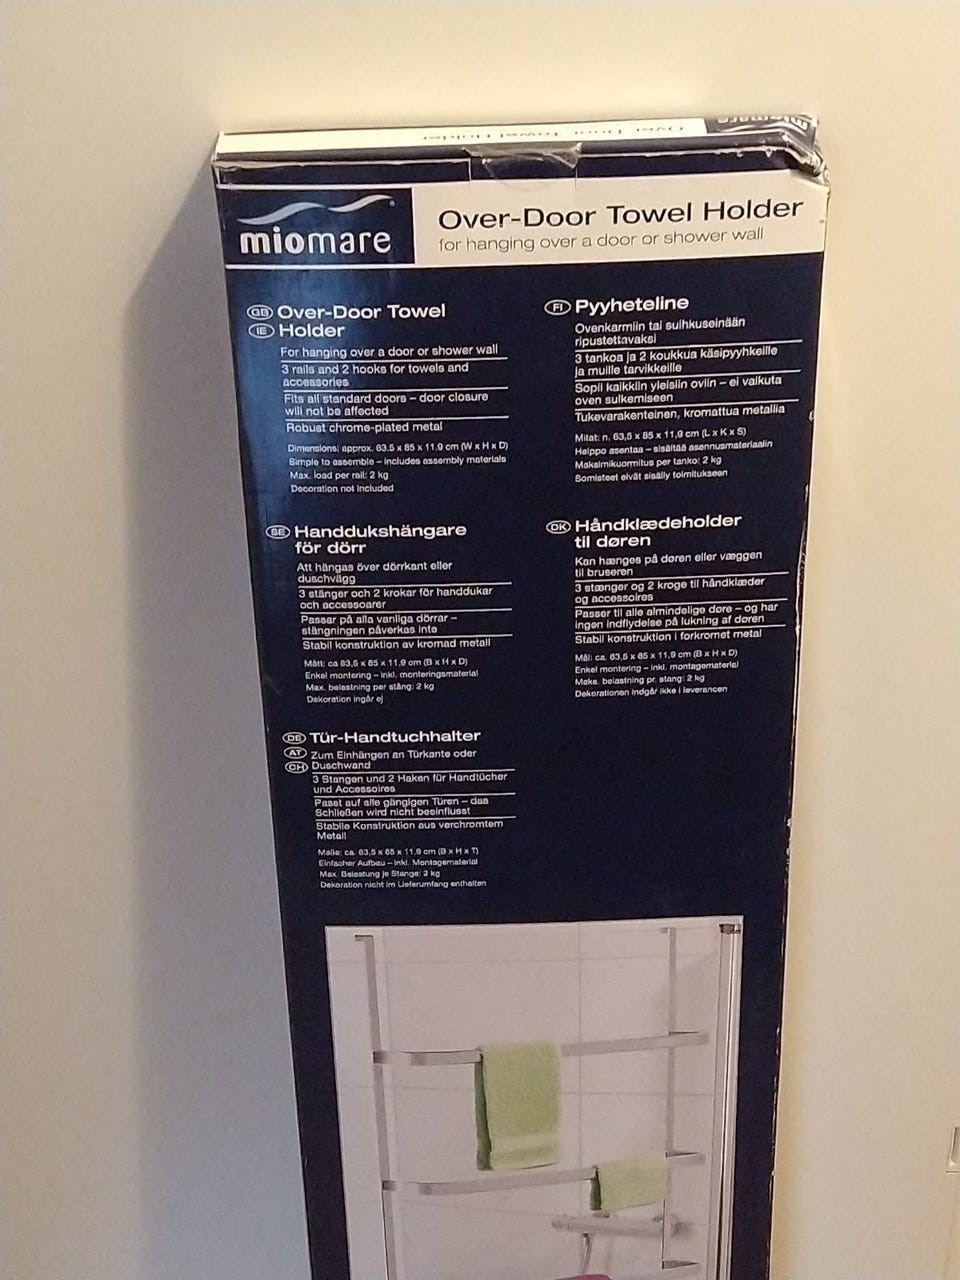 Over-Door Towel Holder
miomare
miomare
Over-Door Towel Holder
for hanging over a door or shower wall
GB Over-Door Towel
IE Holder
For hanging over a door or shower wall
3 rails and 2 hooks for towels and
accessories
Fits all standard doors – door closure
will not be affected
Robust chrome-plated metal
Dimensions: approx. 63.5 x 85 x 11.9 cm (W x H x D)
Simple to assemble – includes assembly materials
Max. load per rail: 2 kg
Decoration not included
FI Pyyheteline
Ovenkarmiin tai suihkuseinään
ripustettavaksi
3 tankoa ja 2 koukkua käsipyyhkeille
ja muille tarvikkeille
Sopii kaikkiin yleisiin oviin – ei vaikuta
oven sulkemiseen
Tukevarakenteinen, kromattua metallia
Mitat: n. 63,5 x 85 x 11,9 cm (L x K x S)
Helppo asentaa – sisältää asennusmateriaalin
Maksimikuormitus per tanko: 2 kg
Somisteet eivät sisälly toimitukseen
SE Handdukshängare
för dörr
Att hängas över dörrkant eller
duschvägg
3 stänger och 2 krokar för handdukar
och accessoarer
Passar på alla vanliga dörrar –
stängningen påverkas inte
Stabil konstruktion av kromad metall
Mått: ca 63,5 x 85 x 11,9 cm (B x H x D)
Enkel montering – inkl. monteringsmaterial
Max. belastning per stång: 2 kg
Dekoration ingår ej
DK Håndklædeholder
til døren
Kan hænges på døren eller væggen
til bruseren
3 stænger og 2 kroge til håndklæder
og accessoires
Passer til alle almindelige døre – og har
ingen indflydelse på lukning af døren
Stabil konstruktion i forkromet metal
Mål: ca. 63,5 x 85 x 11,9 cm (B x H x D)
Enkel montering – inkl. montagemateriel
Maks. belastning pr. stang: 2 kg
Dekorationen indgår ikke i leverancen
DE Tür-Handtuchhalter
AT Zum Einhängen an Türkante oder
CH Duschwand
3 Stangen und 2 Haken für Handtücher
und Accessoires
Passt auf alle gängigen Türen – das
Schließen wird nicht beeinflusst
Stabile Konstruktion aus verchromtem
Metall
Maße: ca. 63,5 x 85 x 11,9 cm (B x H x T)
Einfacher Aufbau – inkl. Montagematerial
Max. Belastung je Stange: 2 kg
Dekoration nicht im Lieferumfang enthalten